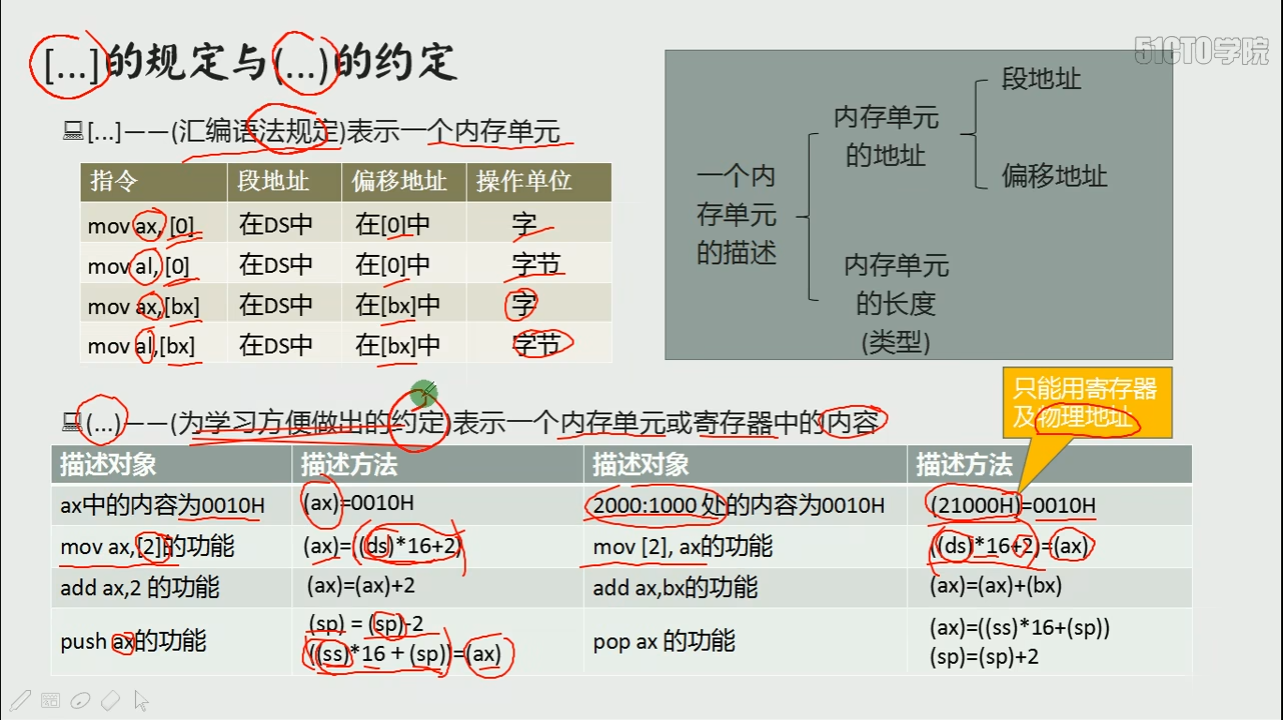 51CTO学院
[...]的规定与(...)的约定
[...]——(汇编语法规定)表示一个内存单元
指令 段地址 偏移地址 操作单位
mov ax, [0] 在DS中 在[0]中 字
mov al, [0] 在DS中 在[0]中 字节
mov ax,[bx] 在DS中 在[bx]中 字
mov al,[bx] 在DS中 在[bx]中 字节
一个内
存单元
的描述
内存单元
的地址
段地址
偏移地址
内存单元
的长度
(类型)
(...)——(为学习方便做出的约定)表示一个内存单元或寄存器中的内容
只能用寄存器
及物理地址
描述对象 描述方法 描述对象 描述方法
ax中的内容为0010H (ax)=0010H 2000:1000 处的内容为0010H (21000H)=0010H
mov ax,[2]的功能 (ax)= ((ds)*16+2) mov [2], ax的功能 ((ds)*16+2)=(ax)
add ax,2 的功能 (ax)=(ax)+2 add ax,bx的功能 (ax)=(ax)+(bx)
push ax的功能 (sp) = (sp)-2
((ss)*16 + (sp))=(ax)
pop ax 的功能 (ax)=((ss)*16+(sp))
(sp)=(sp)+2